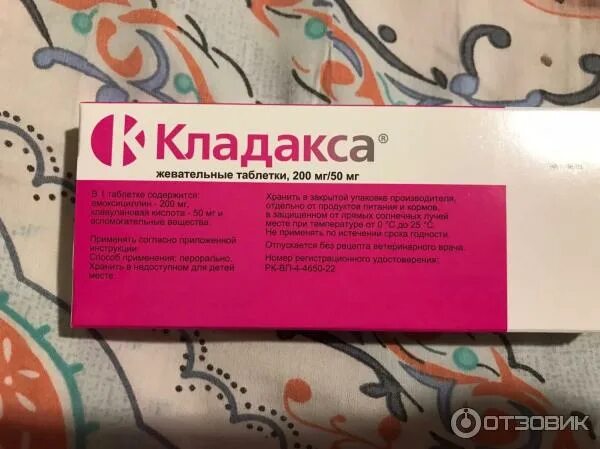 Кладакса®
жевательные таблетки, 200 мг/50 мг
В 1 таблетке содержится:
амоксициллин - 200 мг,
клавулановая кислота - 50 мг и
вспомогательные вещества.
Применять согласно приложенной
инструкции.
Способ применения: перорально.
Хранить в недоступном для детей
месте.
Хранить в закрытой упаковке производителя,
отдельно от продуктов питания и кормов,
в защищенном от прямых солнечных лучей
месте при температуре от 0 °С до 25 °С.
Не применять по истечении срока годности.
Отпускается без рецепта ветеринарного врача.
Номер регистрационного удостоверения:
РК-ВП-4-4650-22
ОТЗОВИК